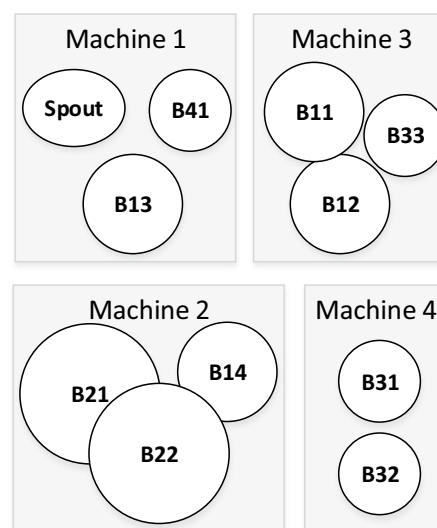 Machine 1
Spout
B41
B13
Machine 3
B11
B33
B12
Machine 2
B21
B14
B22
Machine 4
B31
B32